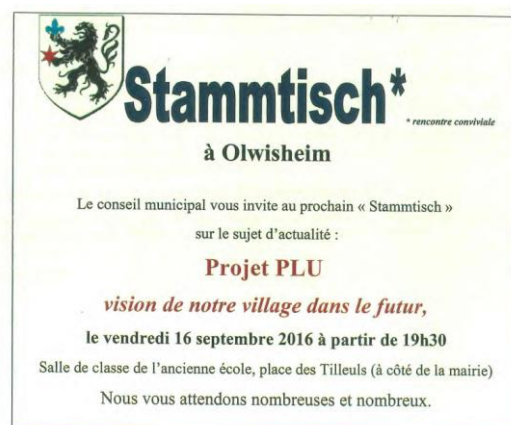 Stammtisch*
* rencontre conviviale
à Olwisheim
Le conseil municipal vous invite au prochain « Stammtisch »
sur le sujet d'actualité :
Projet PLU
vision de notre village dans le futur,
le vendredi 16 septembre 2016 à partir de 19h30
Salle de classe de l'ancienne école, place des Tilleuls (à côté de la mairie)
Nous vous attendons nombreuses et nombreux.